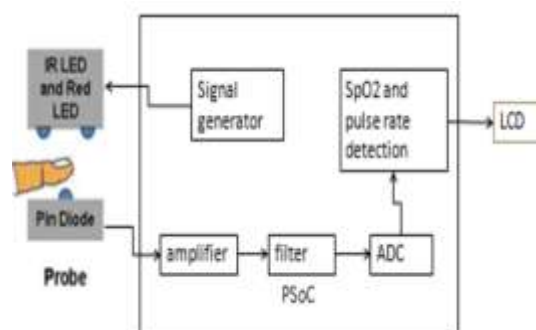 IR LED
and Red
LED
Signal
generator
SpO2 and
pulse rate
detection
LCD
Pin Diode
amplifier
filter
ADC
Probe
PSoC